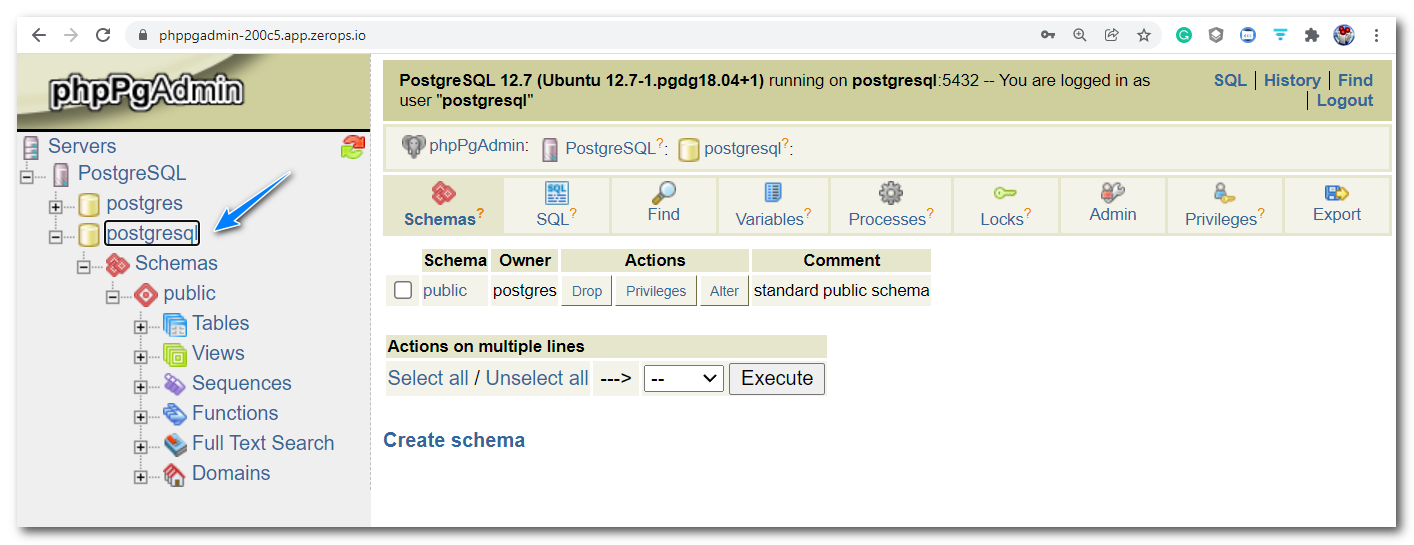 phppgadmin-200c5.app.zerops.io
phpPgAdmin
Servers
PostgreSQL
postgres
postgresql
Schemas
public
Tables
Views
Sequences
Functions
Full Text Search
Domains
PostgreSQL 12.7 (Ubuntu 12.7-1.pgdg18.04+1) running on postgresql:5432 -- You are logged in as
user "postgresql"
SQL | History | Find
| Logout
phpPgAdmin: PostgreSQL?: postgresql?:
Schemas? SQL? Find Variables? Processes? Locks? Admin Privileges? Export
Schema Owner Actions Comment
public postgres Drop Privileges Alter standard public schema
Actions on multiple lines
Select all / Unselect all ---> -- Execute
Create schema